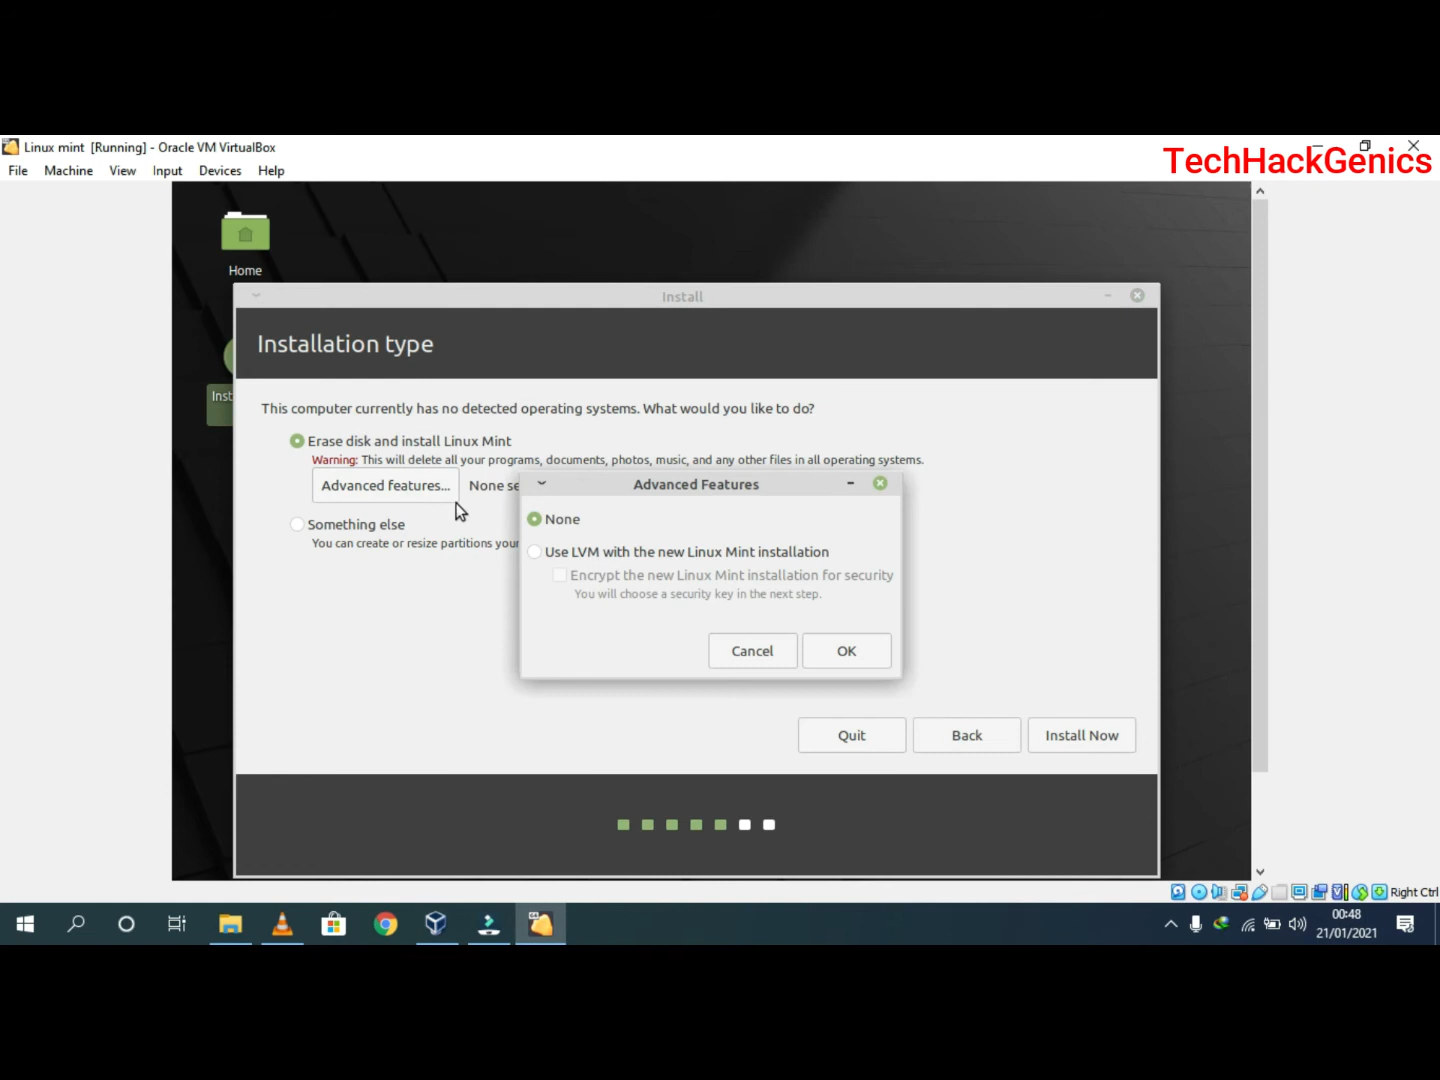 Linux mint [Running] - Oracle VM VirtualBox
TechHackGenics
File Machine View Input Devices Help
Home
Install
Installation type
Inst
This computer currently has no detected operating systems. What would you like to do?
Erase disk and install Linux Mint
Warning: This will delete all your programs, documents, photos, music, and any other files in all operating systems.
Advanced features... None se
Advanced Features
None
Something else
You can create or resize partitions your
Use LVM with the new Linux Mint installation
Encrypt the new Linux Mint installation for security
You will choose a security key in the next step.
Cancel OK
Quit Back Install Now
Right Ctrl
00:48
21/01/2021